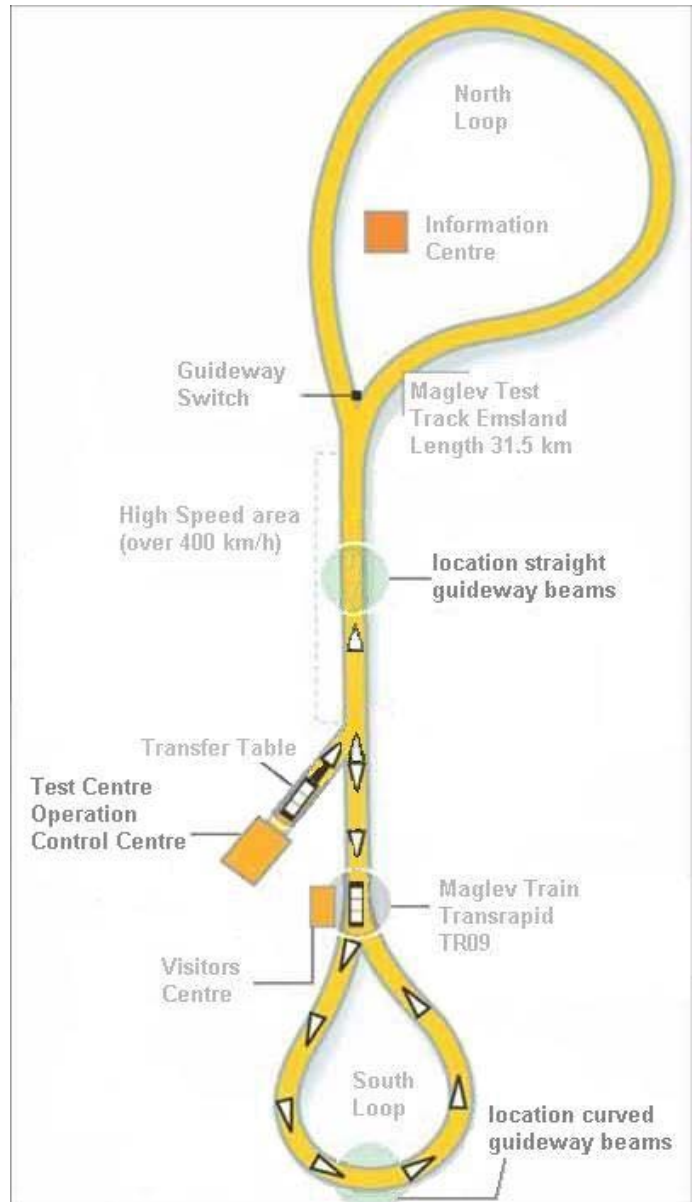 North
Loop
Information
Centre
Guideway
Switch
Maglev Test
Track Emsland
Length 31.5 km
High Speed area
(over 400 km/h)
location straight
guideway beams
Transfer Table
Test Centre
Operation
Control Centre
Maglev Train
Transrapid
TR09
Visitors
Centre
South
Loop
location curved
guideway beams